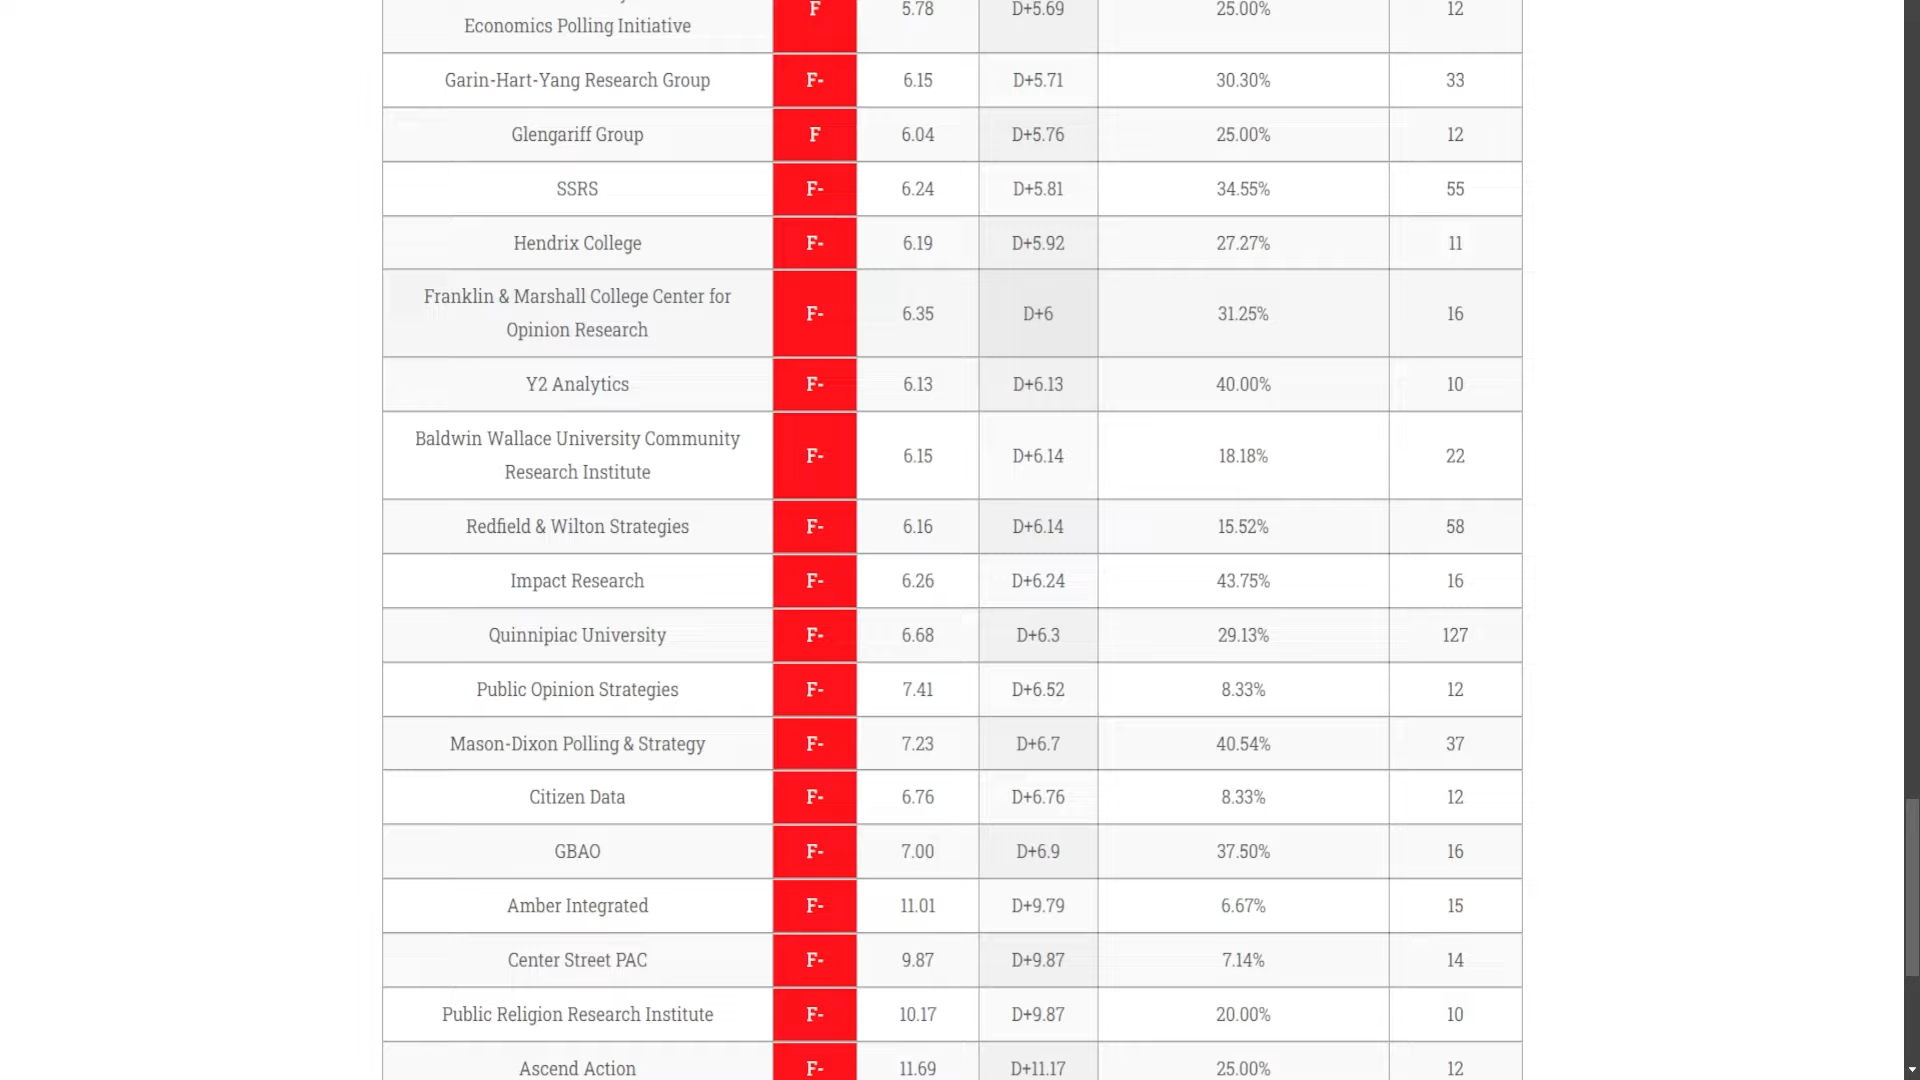 F 5.78 D+5.69 25.00% 12
Economics Polling Initiative
Garin-Hart-Yang Research Group F- 6.15 D+5.71 30.30% 33
Glengariff Group F 6.04 D+5.76 25.00% 12
SSRS F- 6.24 D+5.81 34.55% 55
Hendrix College F- 6.19 D+5.92 27.27% 11
Franklin & Marshall College Center for
Opinion Research F- 6.35 D+6 31.25% 16
Y2 Analytics F- 6.13 D+6.13 40.00% 10
Baldwin Wallace University Community
Research Institute F- 6.15 D+6.14 18.18% 22
Redfield & Wilton Strategies F- 6.16 D+6.14 15.52% 58
Impact Research F- 6.26 D+6.24 43.75% 16
Quinnipiac University F- 6.68 D+6.3 29.13% 127
Public Opinion Strategies F- 7.41 D+6.52 8.33% 12
Mason-Dixon Polling & Strategy F- 7.23 D+6.7 40.54% 37
Citizen Data F- 6.76 D+6.76 8.33% 12
GBAO F- 7.00 D+6.9 37.50% 16
Amber Integrated F- 11.01 D+9.79 6.67% 15
Center Street PAC F- 9.87 D+9.87 7.14% 14
Public Religion Research Institute F- 10.17 D+9.87 20.00% 10
Ascend Action F- 11.69 D+11.17 25.00% 12